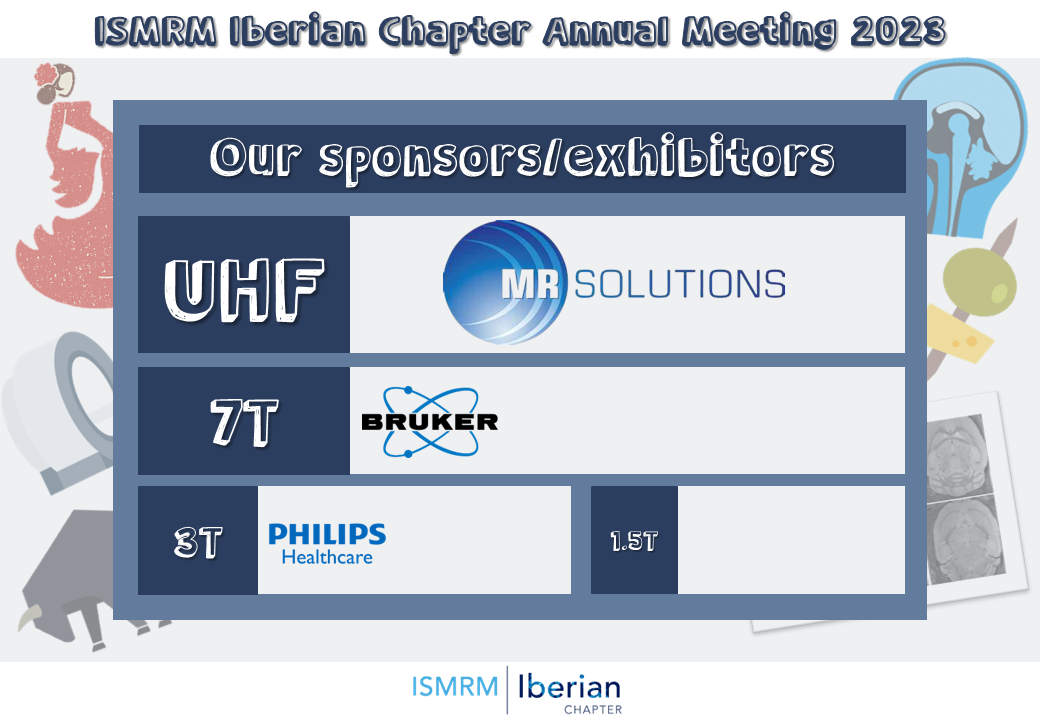 ISMRM Iberian Chapter Annual Meeting 2023
Our sponsors/exhibitors
UHF
MR SOLUTIONS
7T
BRUKER
3T
PHILIPS
Healthcare
1.5T
ISMRM Iberian
CHAPTER